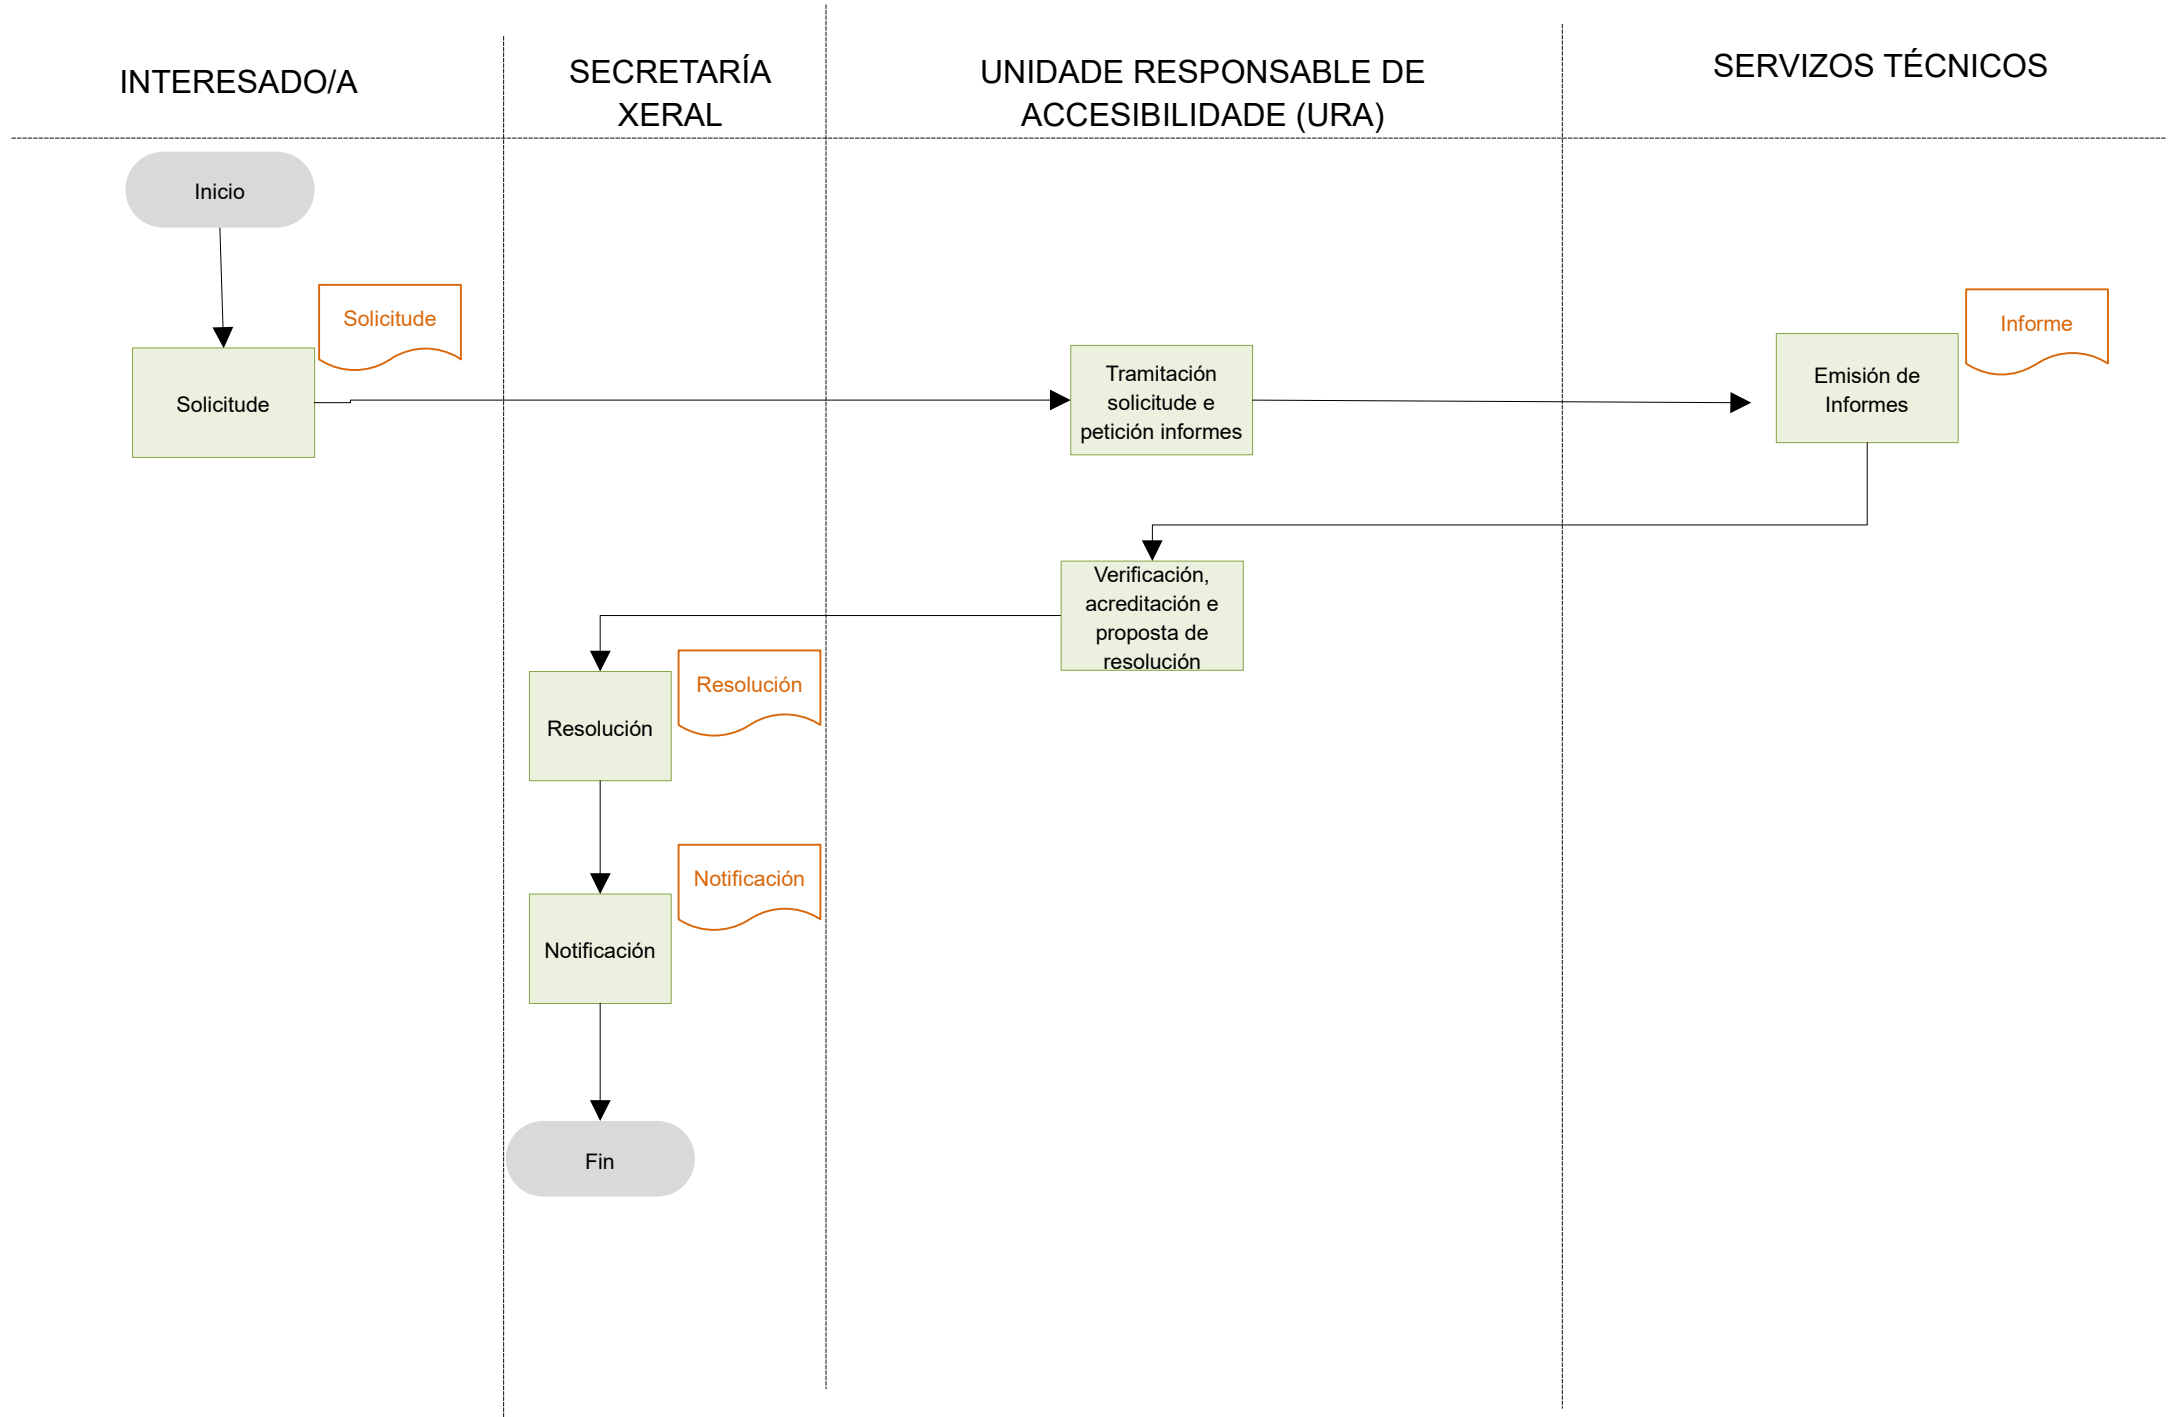 INTERESADO/A
SECRETARÍA
XERAL
UNIDADE RESPONSABLE DE
ACCESIBILIDADE (URA)
SERVIZOS TÉCNICOS
Inicio
Solicitude
Solicitude
Tramitación
solicitude e
petición informes
Emisión de
Informes
Informe
Verificación,
acreditación e
proposta de
resolución
Resolución
Resolución
Notificación
Notificación
Fin